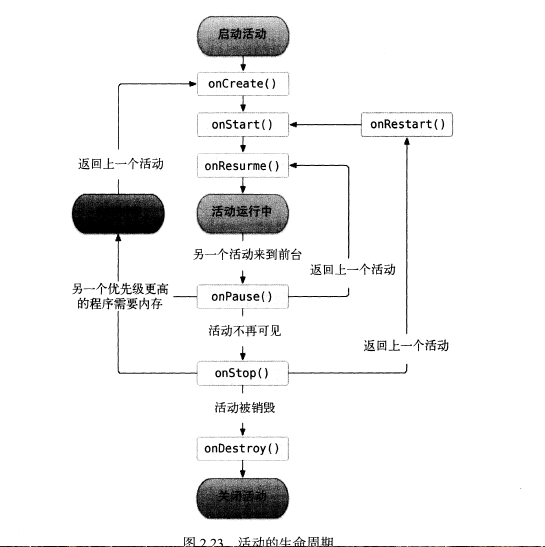 启动活动
onCreate()
onStart()
onRestart()
返回上一个活动
onResurme()
活动运行中
另一个活动来到前台
返回上一个活动
另一个优先级更高
的程序需要内存
onPause()
活动不再可见
返回上一个活动
onStop()
活动被销毁
onDestroy()
关闭活动
图 2.23 活动的生命周期